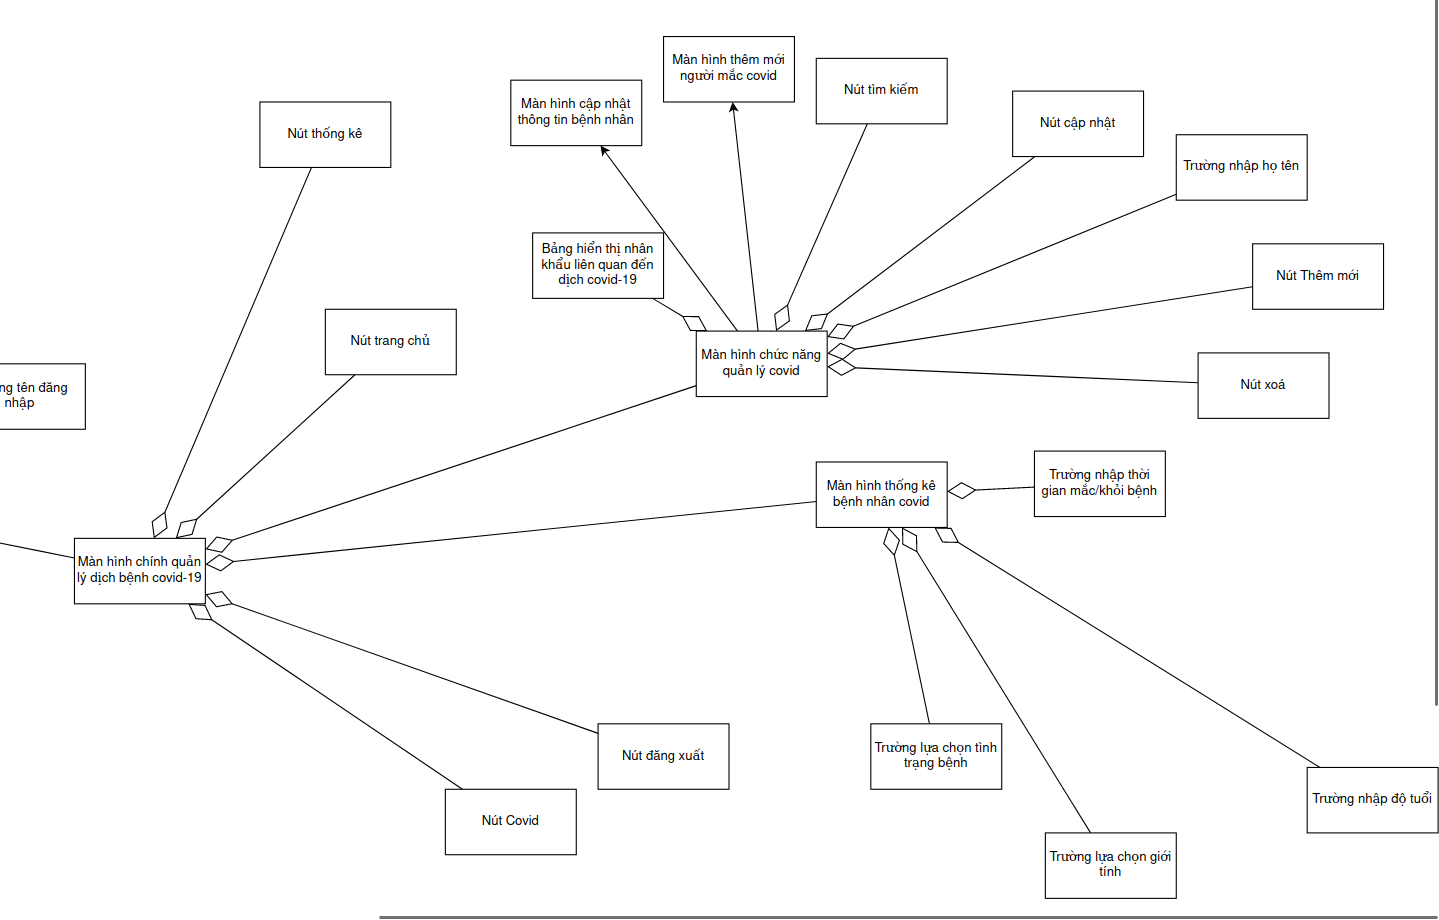 Màn hình thêm mới
người mắc covid
Nút tìm kiếm
Màn hình cập nhật
thông tin bệnh nhân
Nút cập nhật
Nút thống kê
Trường nhập họ tên
Bảng hiển thị nhân
khẩu liên quan đến
dịch covid-19
Nút Thêm mới
Nút trang chủ
Màn hình chức năng
quản lý covid
Nút xoá
tên đăng
nhập
Màn hình thống kê
bệnh nhân covid
Trường nhập thời
gian mắc/khỏi bệnh
Màn hình chính quản
lý dịch bệnh covid-19
Nút đăng xuất
Trường lựa chọn tình
trạng bệnh
Trường nhập độ tuổi
Nút Covid
Trường lựa chọn giới
tính